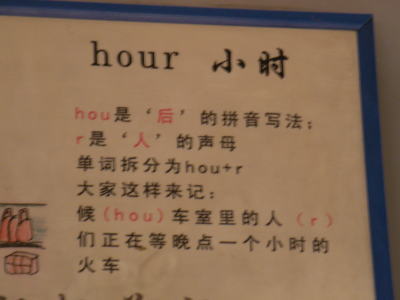 hour 小时
hou是‘后’的拼音写法；
r是‘人’的声母
单词拆分为hou+r
大家这样来记：
候(hou)车室里的人(r)
们正在等晚点一个小时的
火车